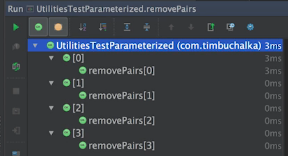 Run UtilitiesTestParameterized.removePairs
UtilitiesTestParameterized (com.timbuchalka) 3ms
[0] 3ms
removePairs[0] 3ms
[1] 0ms
removePairs[1] 0ms
[2] 0ms
removePairs[2] 0ms
[3] 0ms
removePairs[3] 0ms